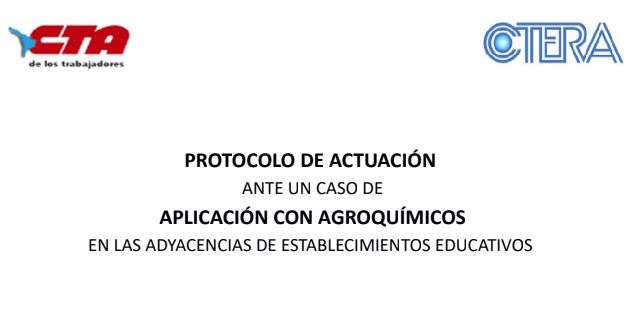 CTA
de los trabajadores
CTERA
PROTOCOLO DE ACTUACIÓN
ANTE UN CASO DE
APLICACIÓN CON AGROQUÍMICOS
EN LAS ADYACENCIAS DE ESTABLECIMIENTOS EDUCATIVOS